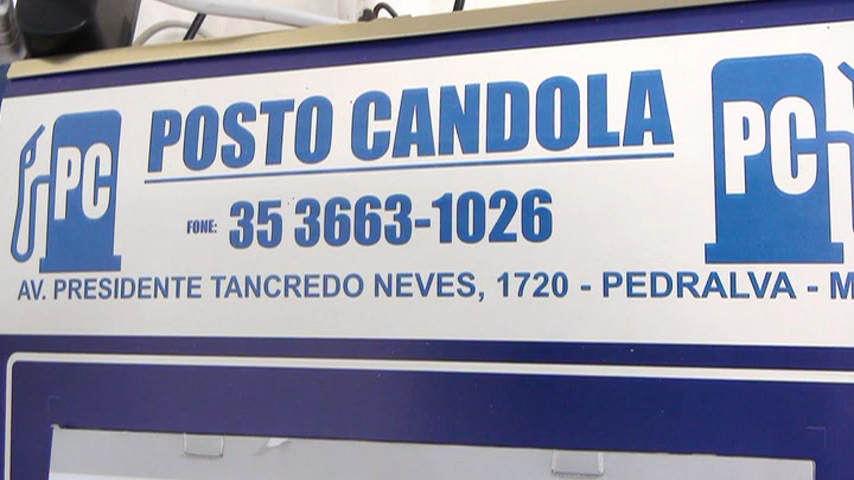 PC
POSTO CANDOLA
PC
FONE: 35 3663-1026
AV. PRESIDENTE TANCREDO NEVES, 1720 - PEDRALVA - M